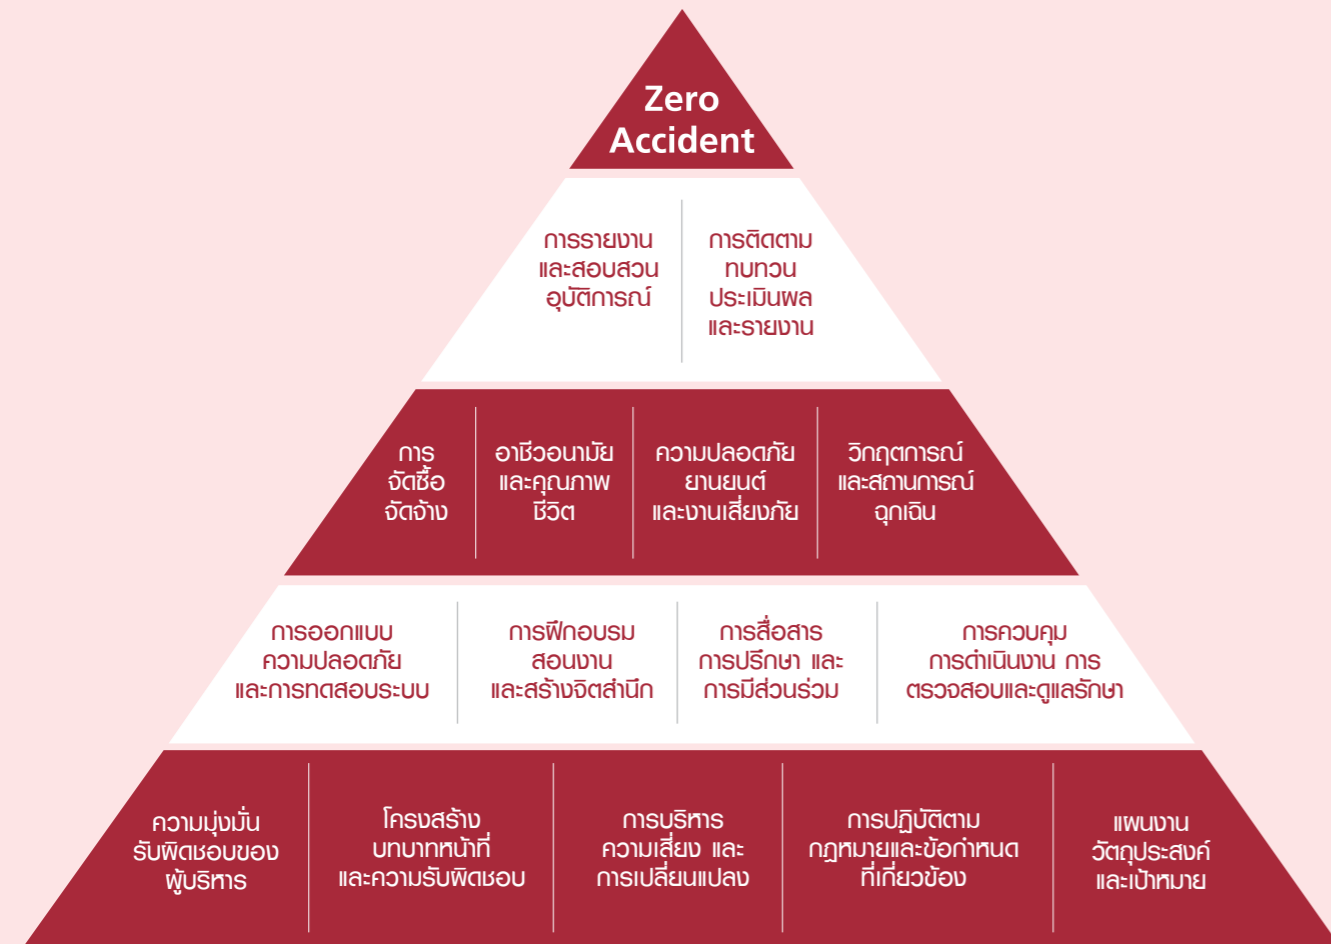 Zero
Accident
การรายงาน
และสอบสวน
อุบัติการณ์
การติดตาม
ทบทวน
ประเมินผล
และรายงาน
การ
จัดซื้อ
จัดจ้าง
อาชีวอนามัย
และคุณภาพ
ชีวิต
ความปลอดภัย
ยานยนต์
และงานเสี่ยงภัย
วิกฤตการณ์
และสถานการณ์
ฉุกเฉิน
การออกแบบ
ความปลอดภัย
และการทดสอบระบบ
การฝึกอบรม
สอนงาน
และสร้างจิตสำนึก
การสื่อสาร
การปรึกษา และ
การมีส่วนร่วม
การควบคุม
การดำเนินงาน การ
ตรวจสอบและดูแลรักษา
ความมุ่งมั่น
รับผิดชอบของ
ผู้บริหาร
โครงสร้าง
บทบาทหน้าที่
และความรับผิดชอบ
การบริหาร
ความเสี่ยง และ
การเปลี่ยนแปลง
การปฏิบัติตาม
กฎหมายและข้อกำหนด
ที่เกี่ยวข้อง
แผนงาน
วัตถุประสงค์
และเป้าหมาย